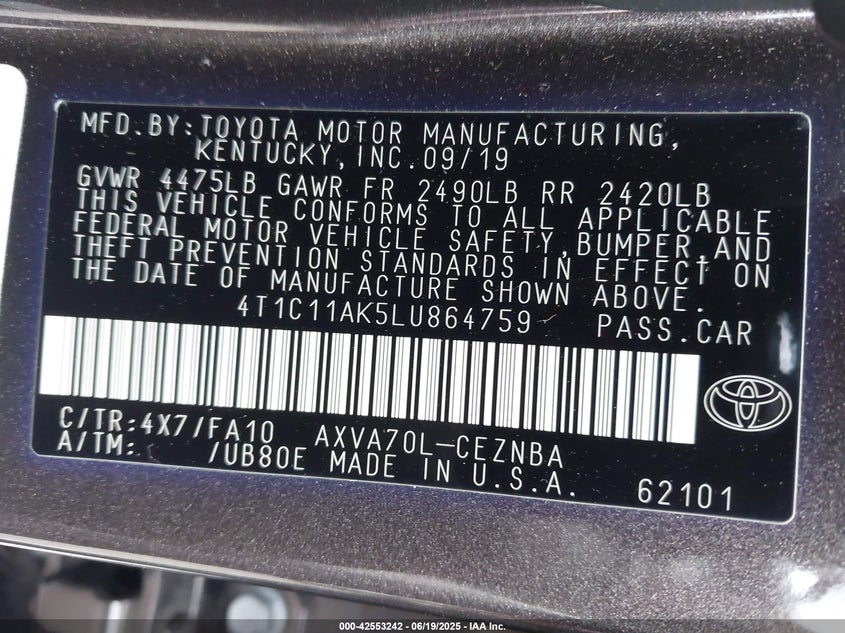 MFD.BY:TOYOTA MOTOR MANUFACTURING,
KENTUCKY,INC.09/19
GVWR 4475LB GAWR FR 2490LB RR 2420LB
THIS VEHICLE CONFORMS TO ALL APPLICABLE
FEDERAL MOTOR VEHICLE SAFETY,BUMPER,AND
THEFT PREVENTION STANDARDS IN EFFECT ON
THE DATE OF MANUFACTURE SHOWN ABOVE.
4T1C11AK5LU864759 PASS.CAR
C/TR:4X7/FA10 AXVA70L-CEZNBA
A/TM: /UB80E MADE IN U.S.A.
62101
000-42553242 - 06/19/2025 - IAA Inc.